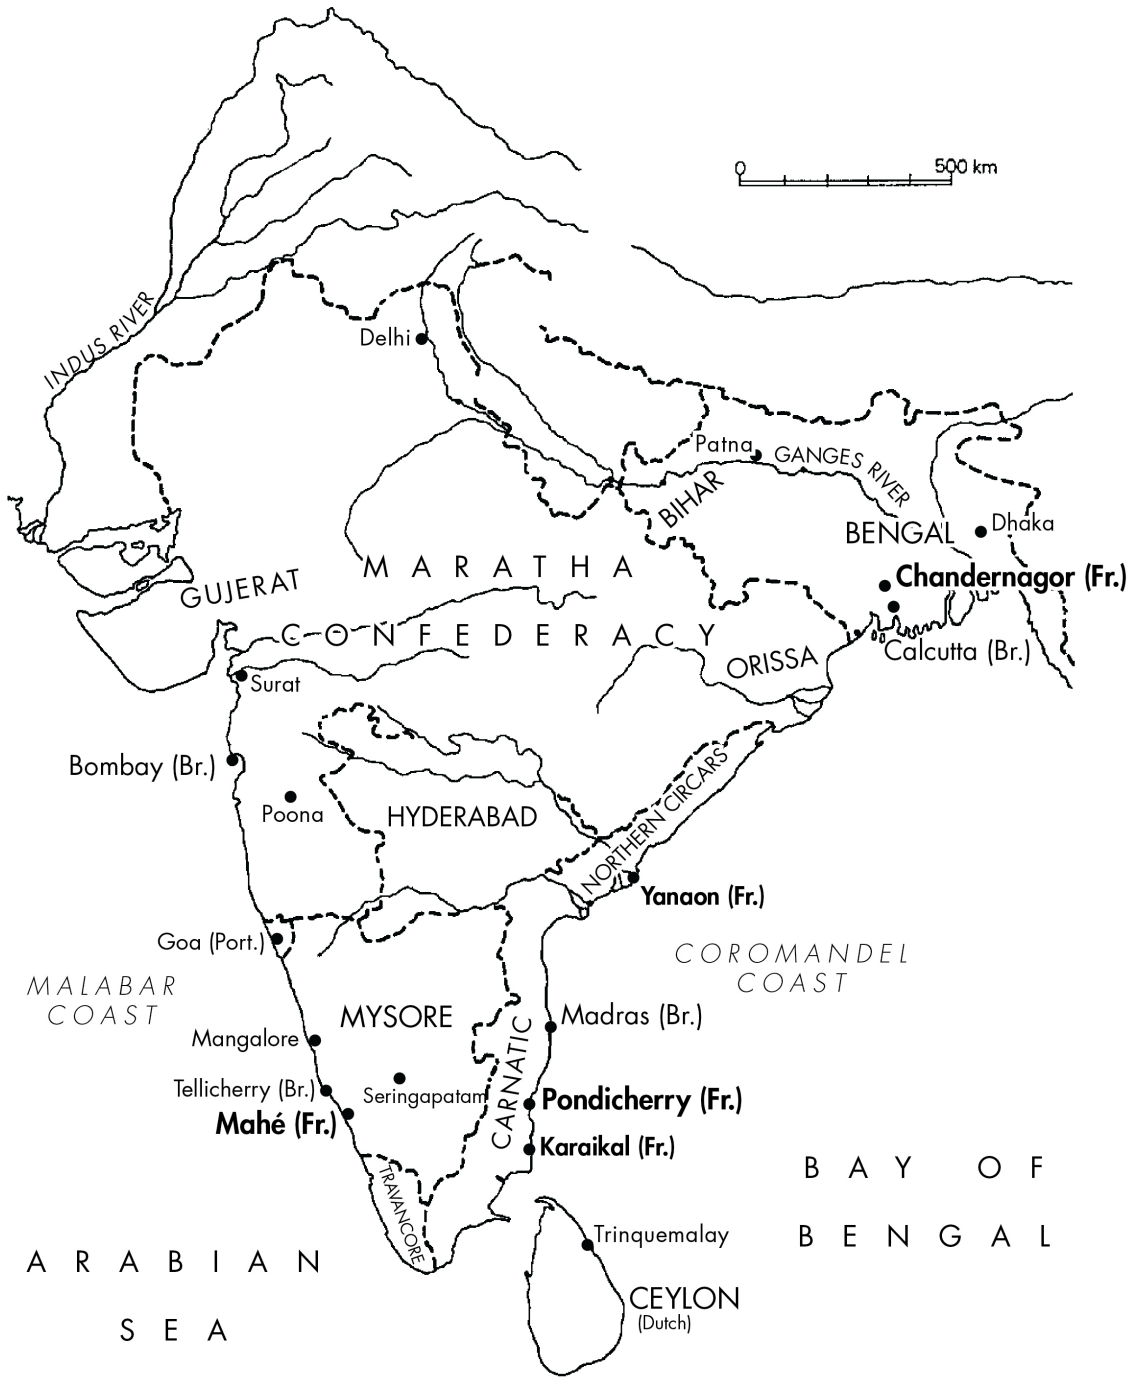 0 500 km
INDUS RIVER
Delhi
Patna
GANGES RIVER
BIHAR
BENGAL
Dhaka
MARATHA
CONFEDERACY
GUJERAT
Chandernagor (Fr.)
Calcutta (Br.)
ORISSA
Surat
Bombay (Br.)
Poona
HYDERABAD
NORTHERN CIRCARS
Yanaon (Fr.)
Goa (Port.)
COROMANDEL
COAST
MALABAR
COAST
MYSORE
Madras (Br.)
Mangalore
CARNATIC
Tellicherry (Br.)
Seringapatam
Pondicherry (Fr.)
Mahé (Fr.)
Karaikal (Fr.)
TRAVANCORE
BAY OF
BENGAL
Trinquemalay
ARABIAN
SEA
CEYLON
(Dutch)